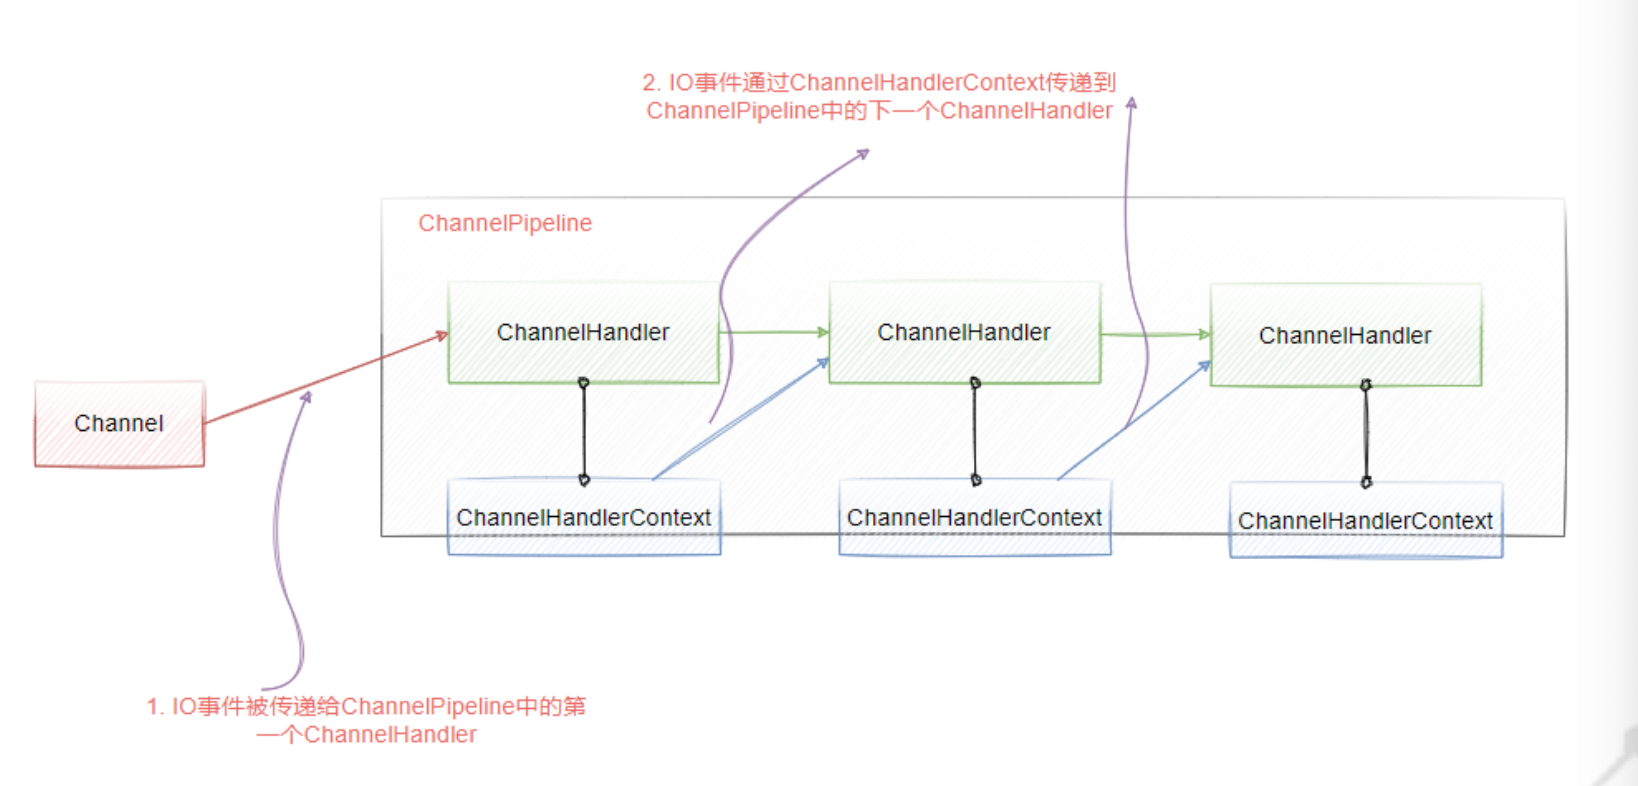 2. IO事件通过ChannelHandlerContext传递到
ChannelPipeline中的下一个ChannelHandler
ChannelPipeline
ChannelHandler
ChannelHandler
ChannelHandler
Channel
ChannelHandlerContext
ChannelHandlerContext
ChannelHandlerContext
1. IO事件被传递给ChannelPipeline中的第
一个ChannelHandler